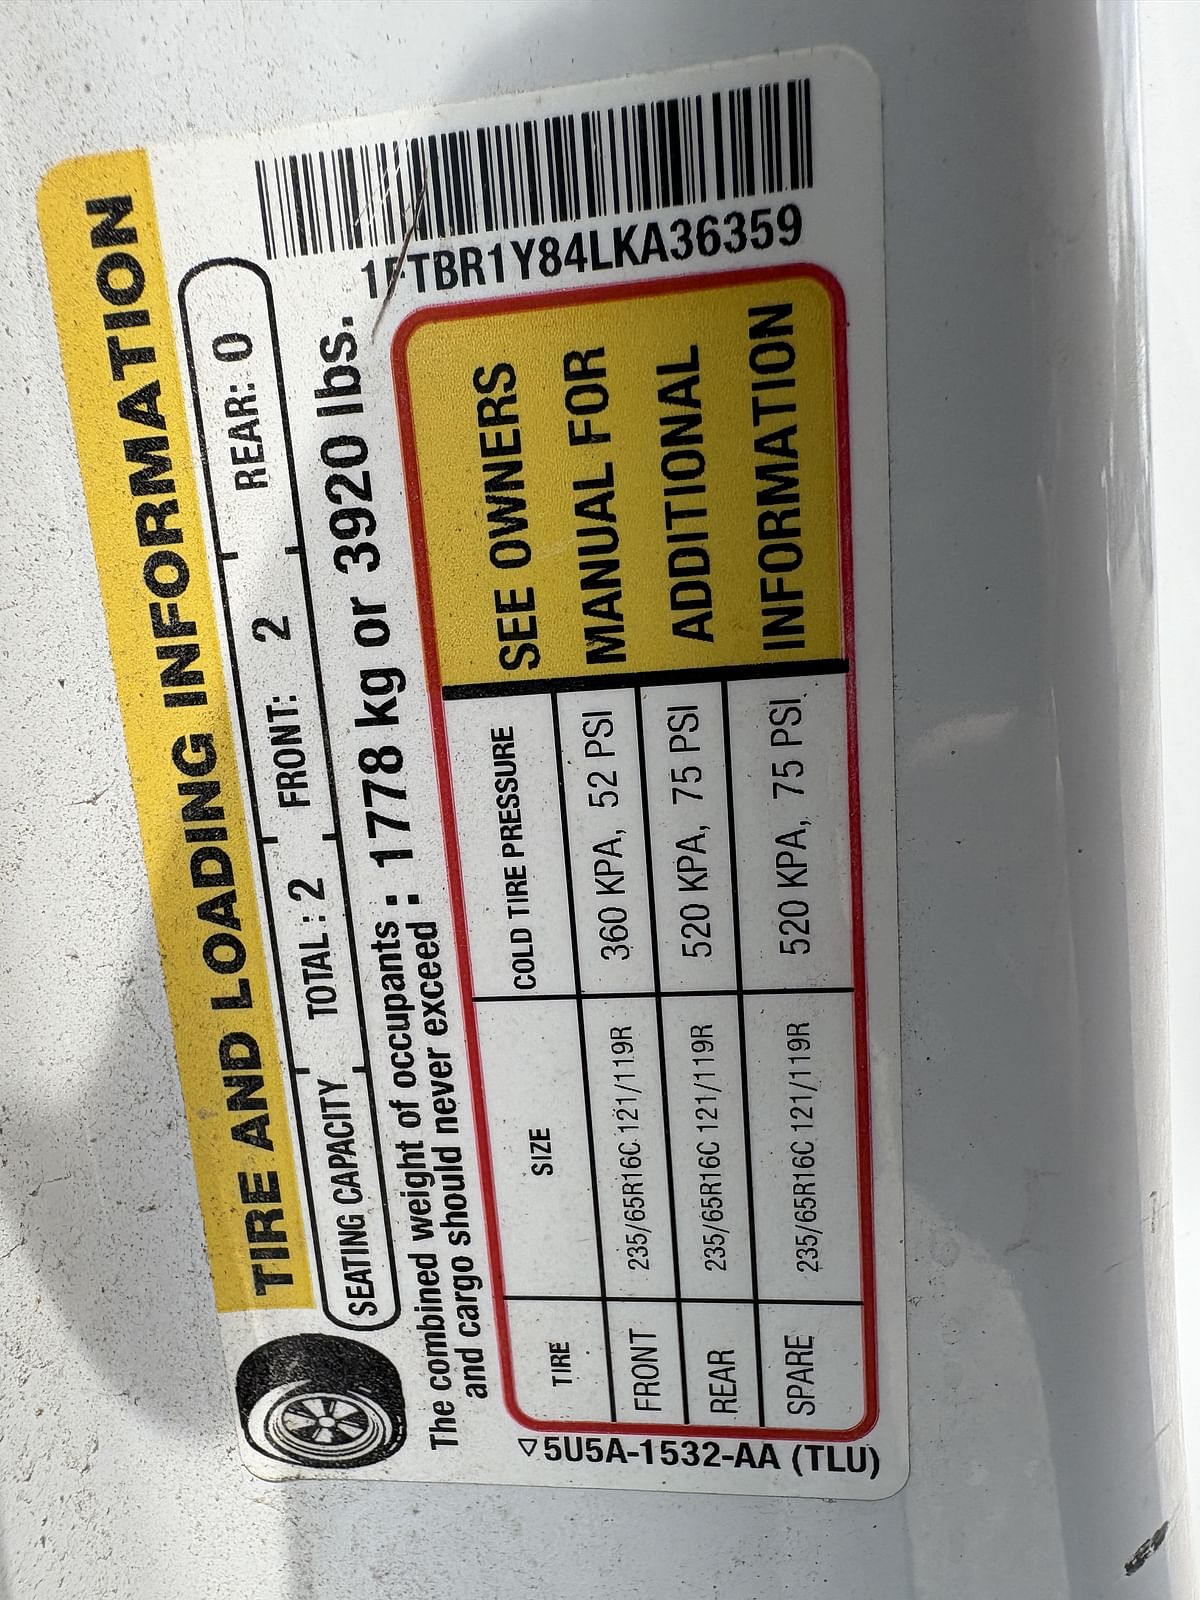 TIRE AND LOADING INFORMATION
SEATING CAPACITY TOTAL : 2 FRONT: 2 REAR: 0
The combined weight of occupants : 1778 kg or 3920 lbs.
and cargo should never exceed :
1FTBR1Y84LKA36359
TIRE SIZE COLD TIRE PRESSURE
FRONT 235/65R16C 121/119R 360 KPA, 52 PSI
REAR 235/65R16C 121/119R 520 KPA, 75 PSI
SPARE 235/65R16C 121/119R 520 KPA, 75 PSI
SEE OWNERS
MANUAL FOR
ADDITIONAL
INFORMATION
▽5U5A-1532-AA (TLU)